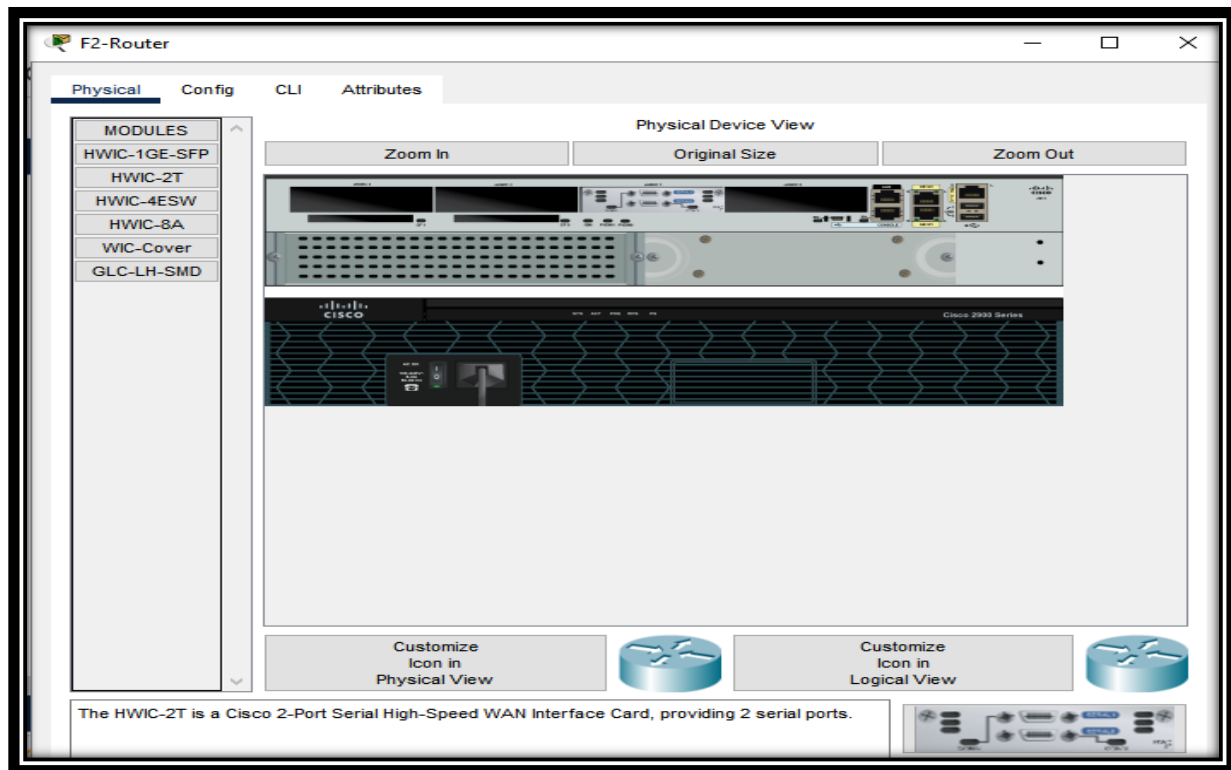 F2-Router
Physical Config CLI Attributes
MODULES
HWIC-1GE-SFP
HWIC-2T
HWIC-4ESW
HWIC-8A
WIC-Cover
GLC-LH-SMD
Physical Device View
Zoom In Original Size Zoom Out
CISCO
Cisco 2900 Series
Customize
Icon in
Physical View
Customize
Icon in
Logical View
The HWIC-2T is a Cisco 2-Port Serial High-Speed WAN Interface Card, providing 2 serial ports.